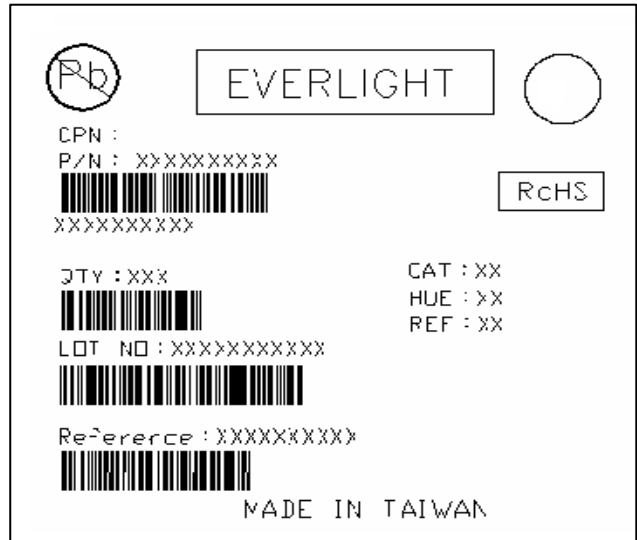 Pb
EVERLIGHT
CPN :
P/N : XXXXXXXXXX
RoHS
XXXXXXXXXX
QTY : XXX
CAT : XX
HUE : XX
REF : XX
LOT NO : XXXXXXXXXXX
Reference : XXXXXXXXXX
MADE IN TAIWAN